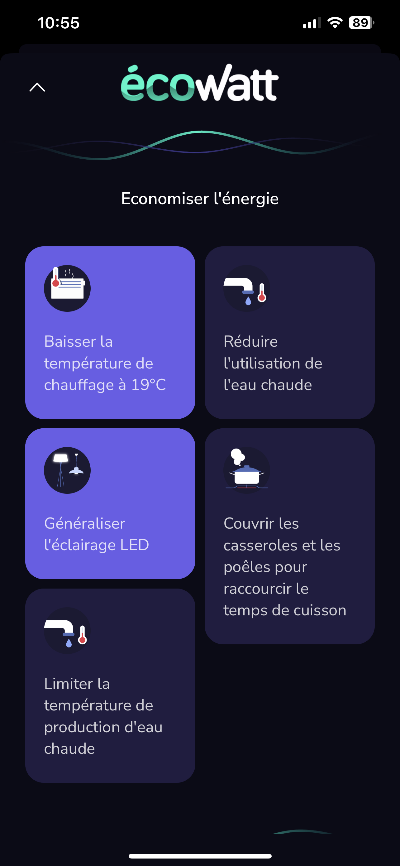 10:55
89
écowatt
Economiser l'énergie
Baisser la
température de
chauffage à 19°C
Réduire
l'utilisation de
l'eau chaude
Généraliser
l'éclairage LED
Couvrir les
casseroles et les
poêles pour
raccourcir le
temps de cuisson
Limiter la
température de
production d'eau
chaude